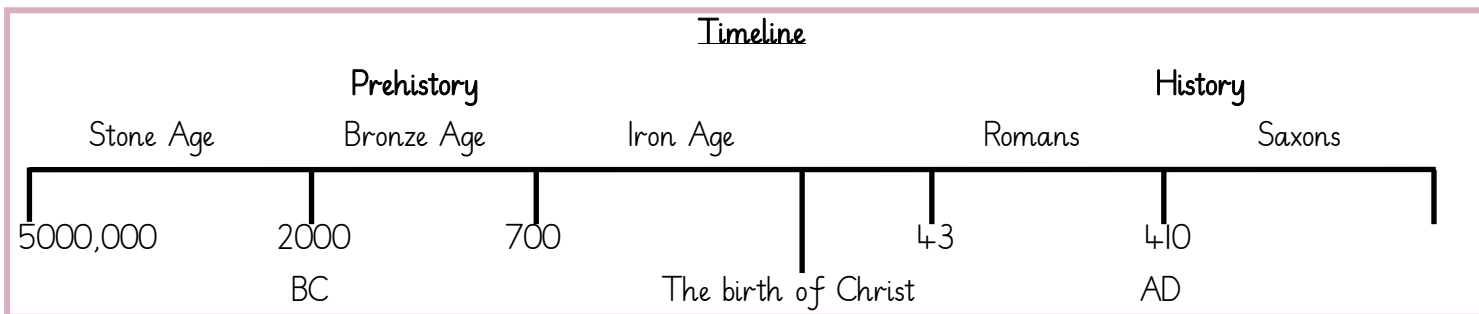 Timeline
Prehistory History
Stone Age Bronze Age Iron Age Romans Saxons
5000,000 2000 700 43 410
BC The birth of Christ AD